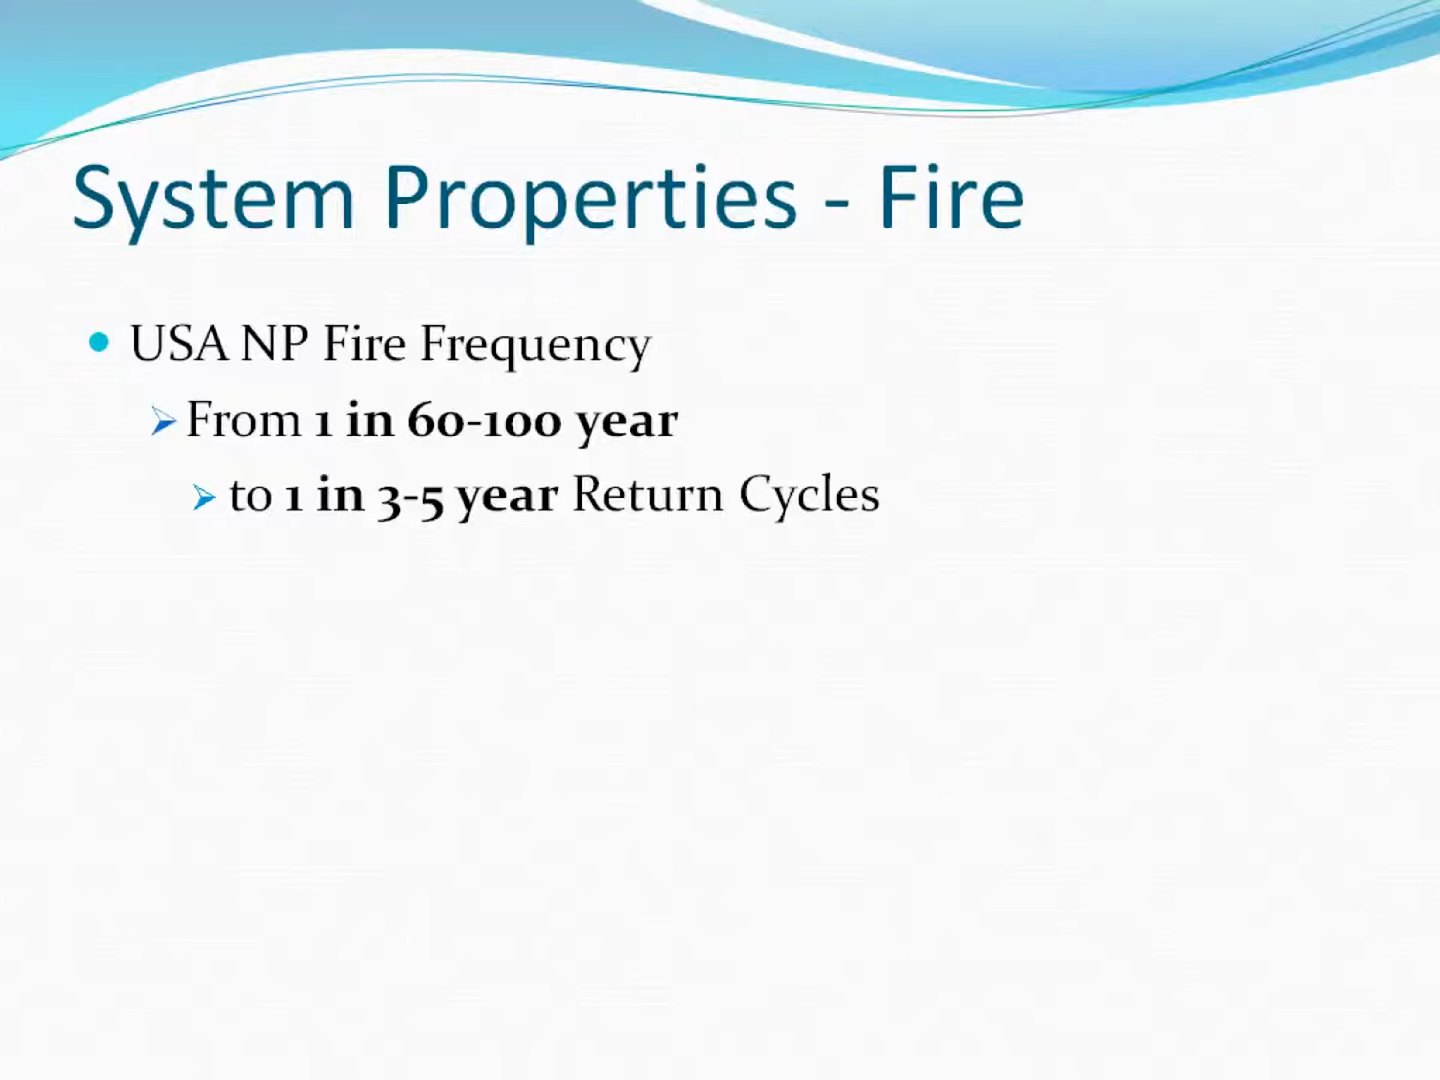 System Properties - Fire
USA NP Fire Frequency
From 1 in 60-100 year
to 1 in 3-5 year Return Cycles